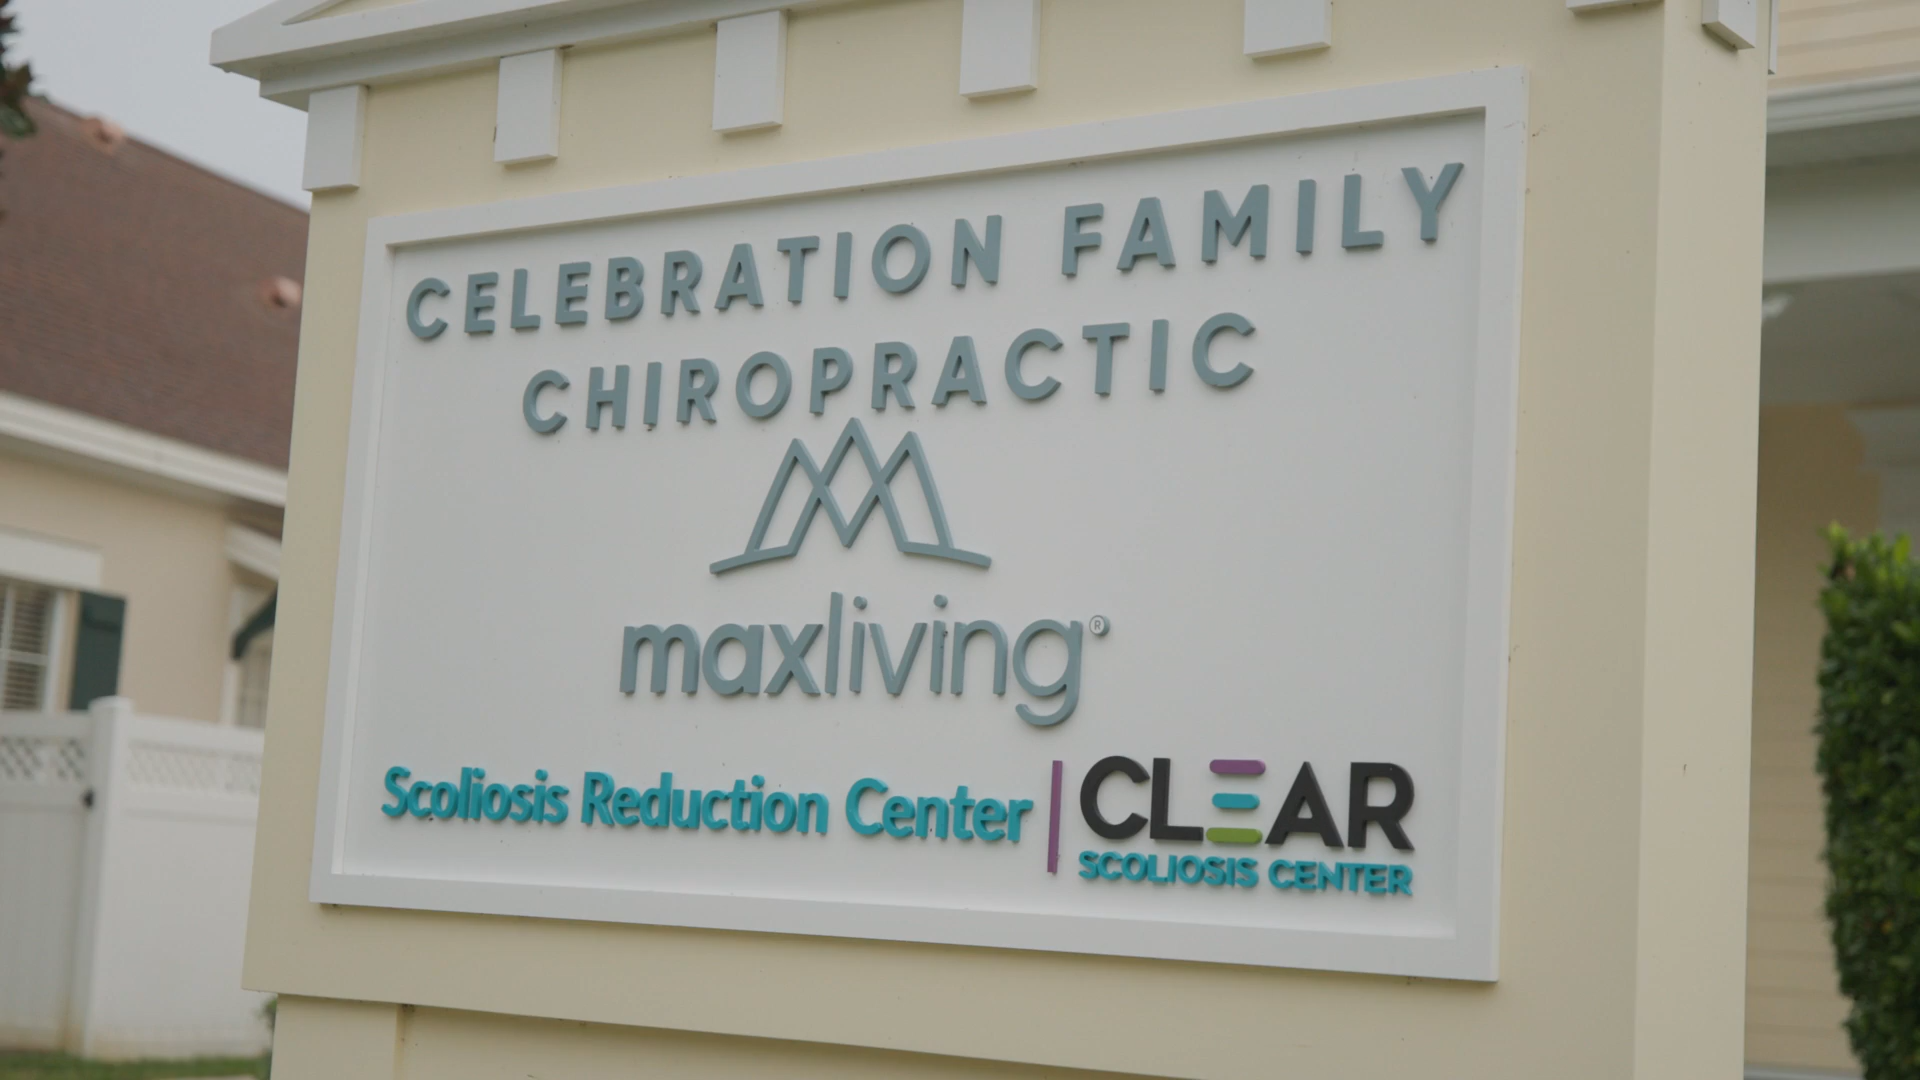 CELEBRATION FAMILY
CHIROPRACTIC
maxliving®
Scoliosis Reduction Center
CLEAR
SCOLIOSIS CENTER